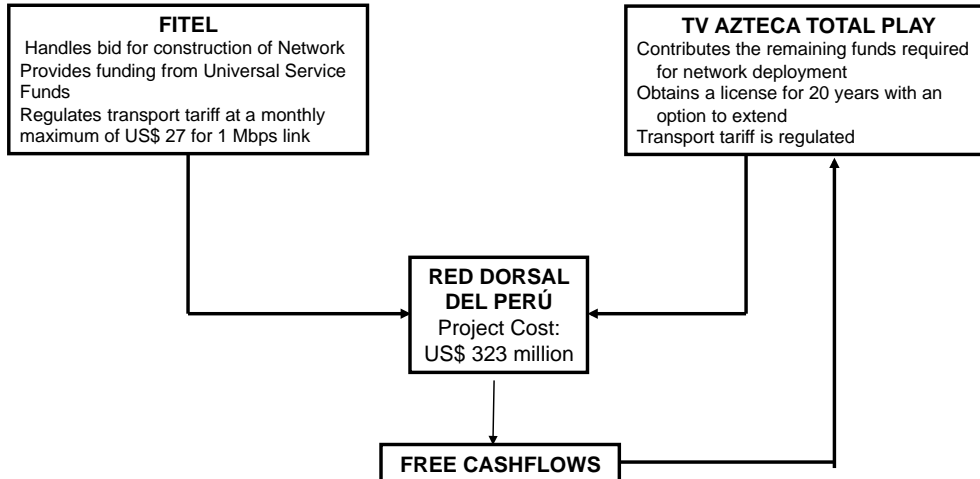 FITEL
Handles bid for construction of Network
Provides funding from Universal Service
Funds
Regulates transport tariff at a monthly
maximum of US$ 27 for 1 Mbps link
TV AZTECA TOTAL PLAY
Contributes the remaining funds required
for network deployment
Obtains a license for 20 years with an
option to extend
Transport tariff is regulated
RED DORSAL
DEL PERÚ
Project Cost:
US$ 323 million
FREE CASHFLOWS